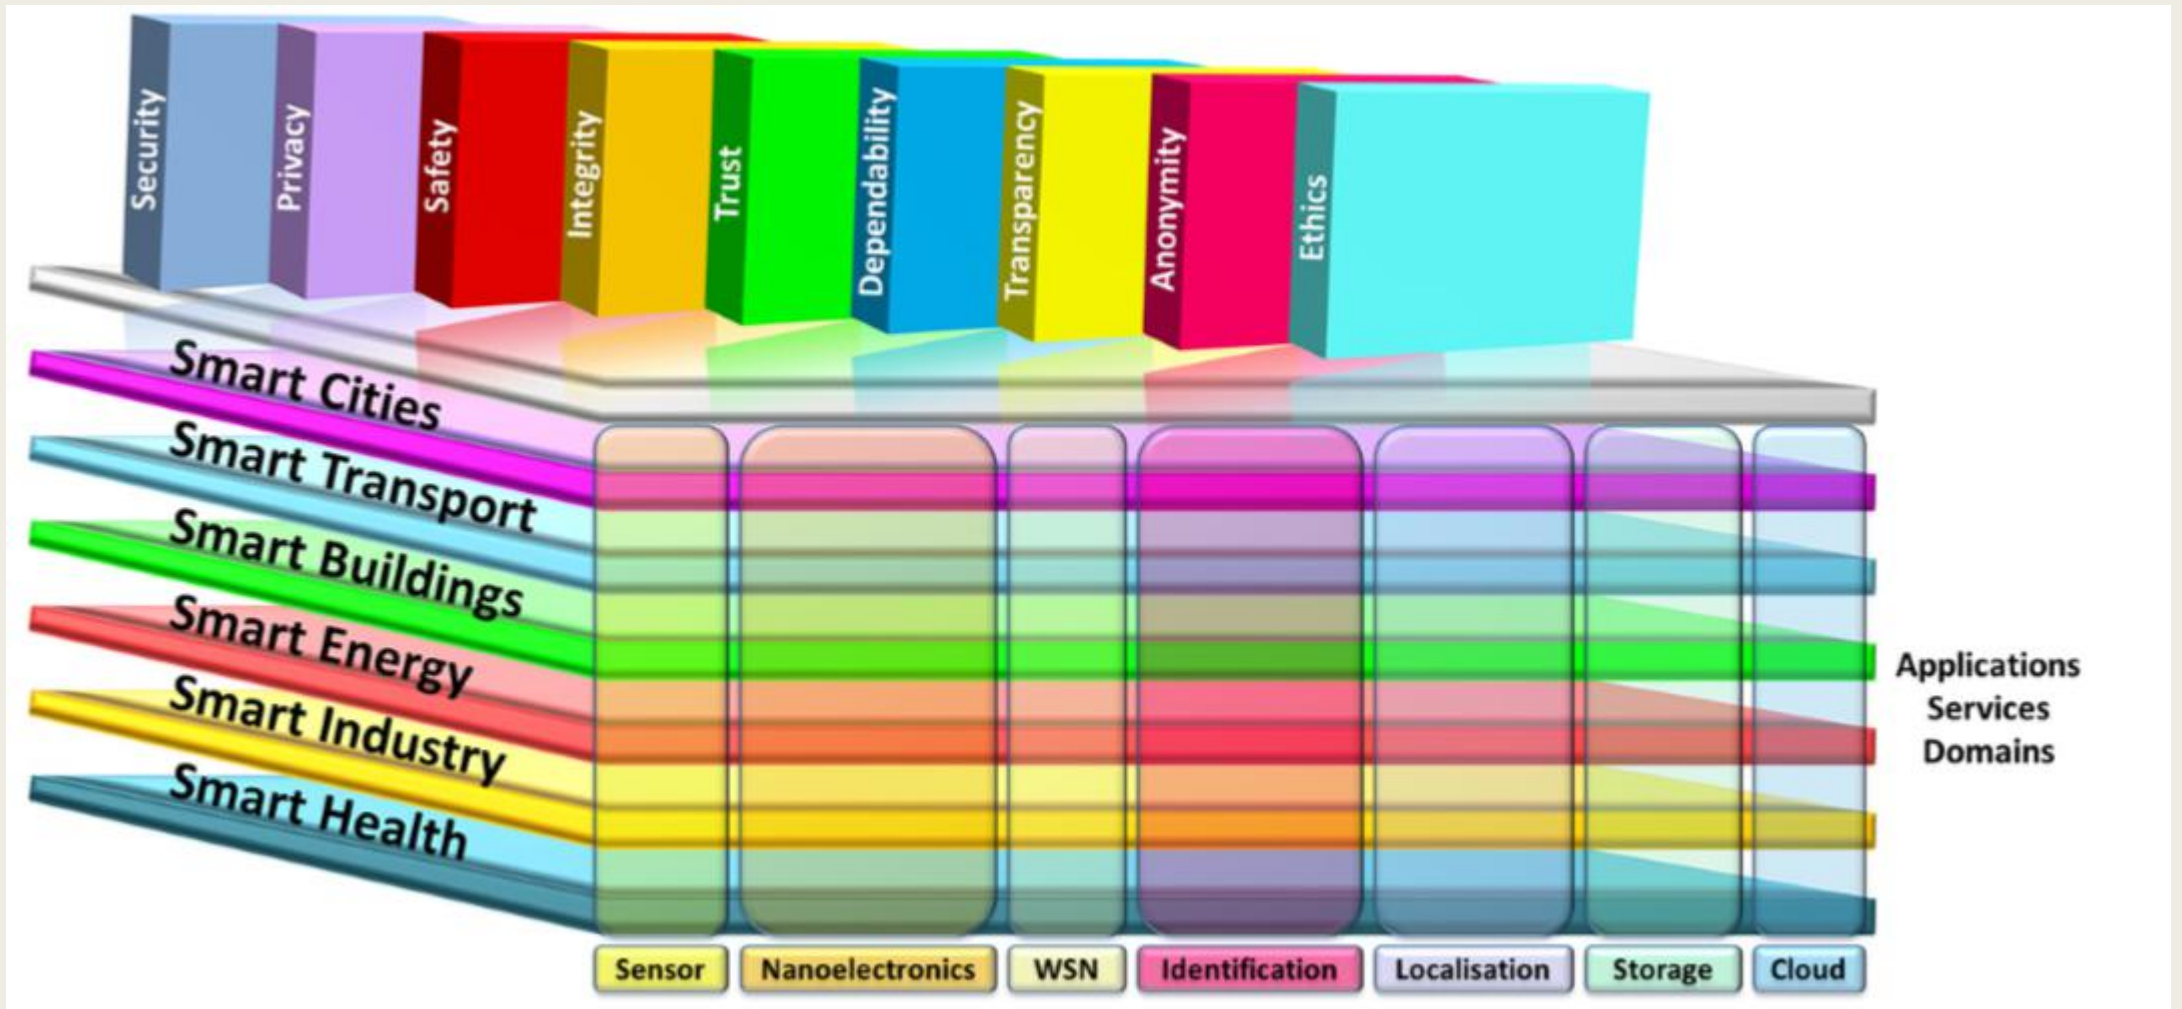 Security
Privacy
Safety
Integrity
Trust
Dependability
Transparency
Anonymity
Ethics
Smart Cities
Smart Transport
Smart Buildings
Smart Energy
Smart Industry
Smart Health
Applications
Services
Domains
Sensor
Nanoelectronics
WSN
Identification
Localisation
Storage
Cloud